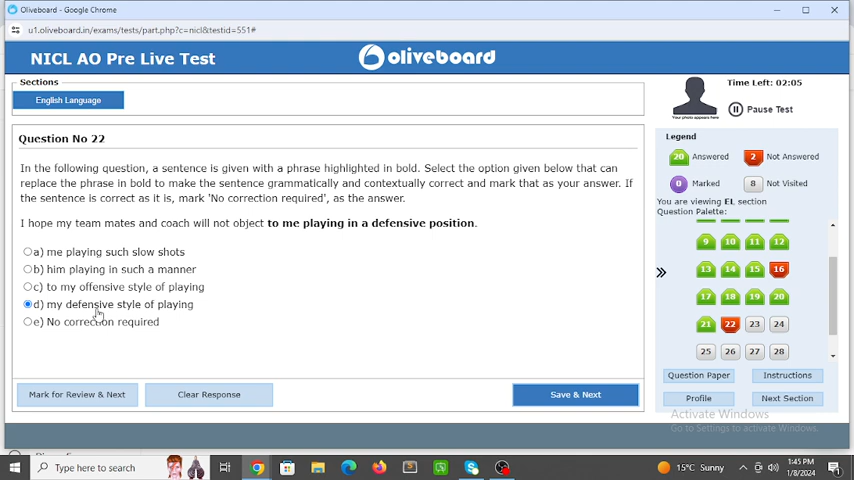 Oliveboard - Google Chrome
u1.oliveboard.in/exams/tests/part.php?c=nicl&testid=551#
NICL AO Pre Live Test
oliveboard
Sections
English Language
Time Left: 02:05
Your photo appears here
Pause Test
Question No 22
In the following question, a sentence is given with a phrase highlighted in bold. Select the option given below that can
replace the phrase in bold to make the sentence grammatically and contextually correct and mark that as your answer. If
the sentence is correct as it is, mark 'No correction required', as the answer.
I hope my team mates and coach will not object to me playing in a defensive position.
a) me playing such slow shots
b) him playing in such a manner
c) to my offensive style of playing
d) my defensive style of playing
e) No correction required
Mark for Review & Next
Clear Response
Save & Next
Legend
20 Answered
2 Not Answered
0 Marked
8 Not Visited
You are viewing EL section
Question Palette:
9 10 11 12
13 14 15 16
17 18 19 20
21 22 23 24
25 26 27 28
Question Paper
Instructions
Profile
Next Section
Activate Windows
Go to Settings to activate Windows.
Type here to search
15°C Sunny
1:45 PM
1/8/2024